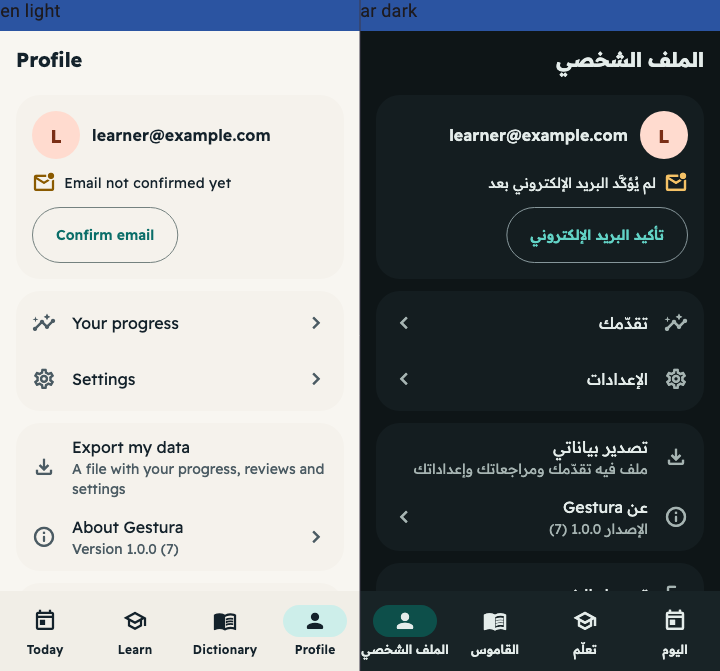 en light
Profile
L
learner@example.com
Email not confirmed yet
Confirm email
Your progress
Settings
Export my data
A file with your progress, reviews and
settings
About Gestura
Version 1.0.0 (7)
Today
Learn
Dictionary
Profile
ar dark
الملف الشخصي
L
learner@example.com
لم يُؤكَّد البريد الإلكتروني بعد
تأكيد البريد الإلكتروني
تقدّمك
الإعدادات
تصدير بياناتي
ملف فيه تقدّمك ومراجعاتك وإعداداتك
عن Gestura
الإصدار 1.0.0 (7)
اليوم
تعلّم
القاموس
الملف الشخصي